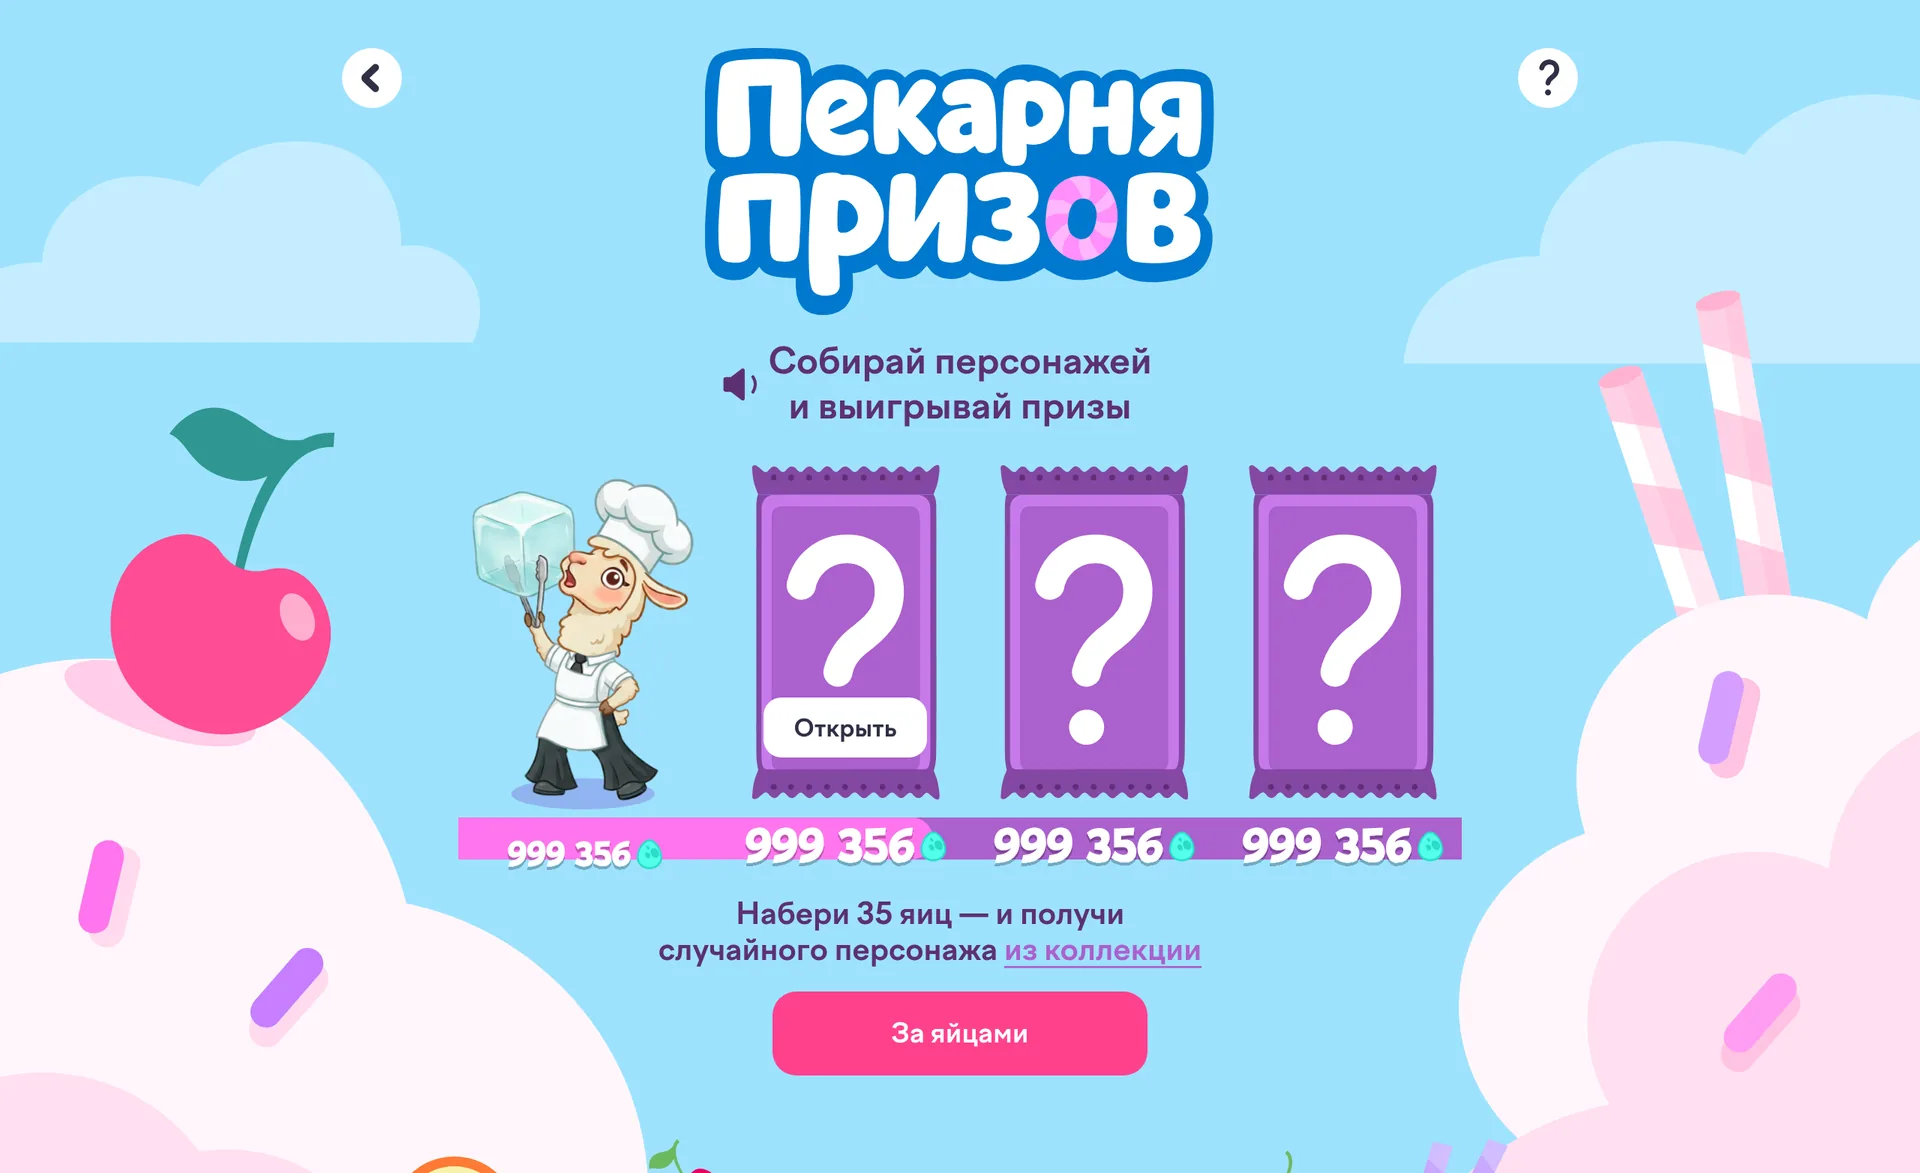 ?
Пекарня
призов
Собирай персонажей
и выигрывай призы
? ? ?
Открыть
999 356 999 356 999 356 999 356
Набери 35 яиц — и получи
случайного персонажа из коллекции
За яйцами